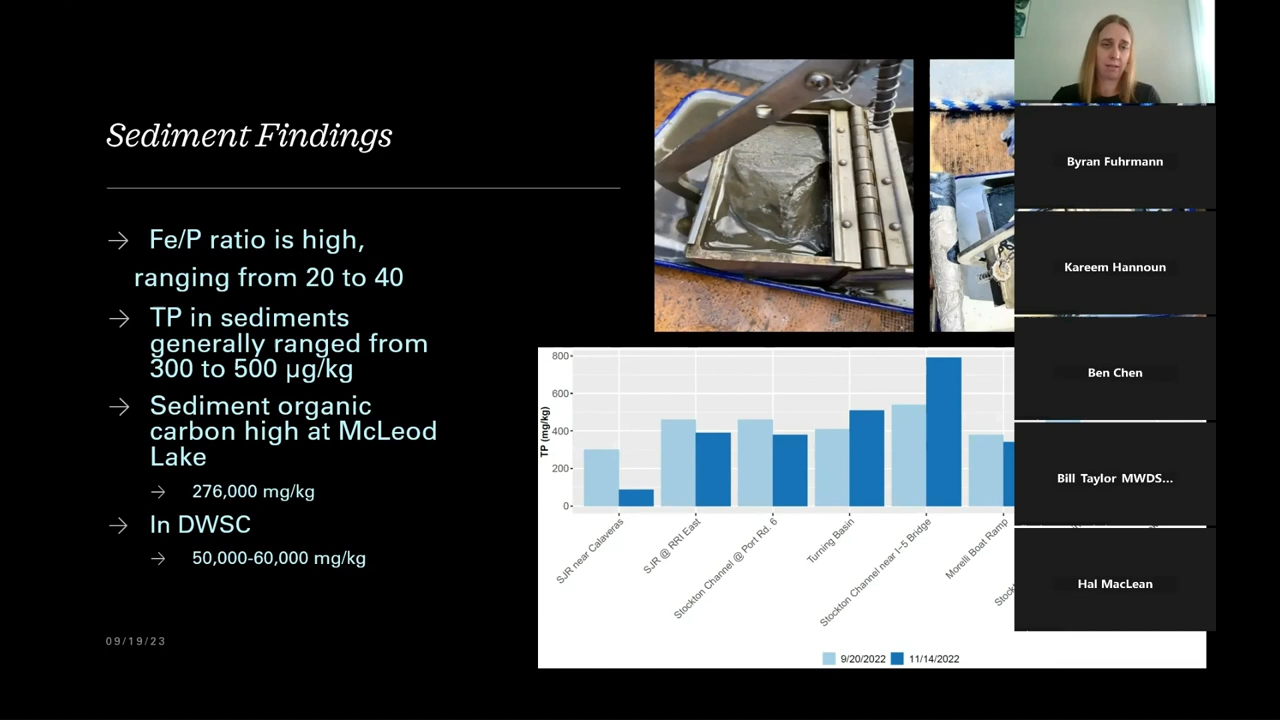 Sediment Findings
Fe/P ratio is high,
ranging from 20 to 40
TP in sediments
generally ranged from
300 to 500 µg/kg
Sediment organic
carbon high at McLeod
Lake
276,000 mg/kg
In DWSC
50,000-60,000 mg/kg
09/19/23
TP (mg/kg)
800
600
400
200
0
SJR near Calaveras
SJR @ RRI East
Stockton Channel @ Port Rd. 6
Turning Basin
Stockton Channel near I-5 Bridge
Morelli Boat Ramp
9/20/2022
11/14/2022
Byran Fuhrmann
Kareem Hannoun
Ben Chen
Bill Taylor MWDS...
Hal MacLean